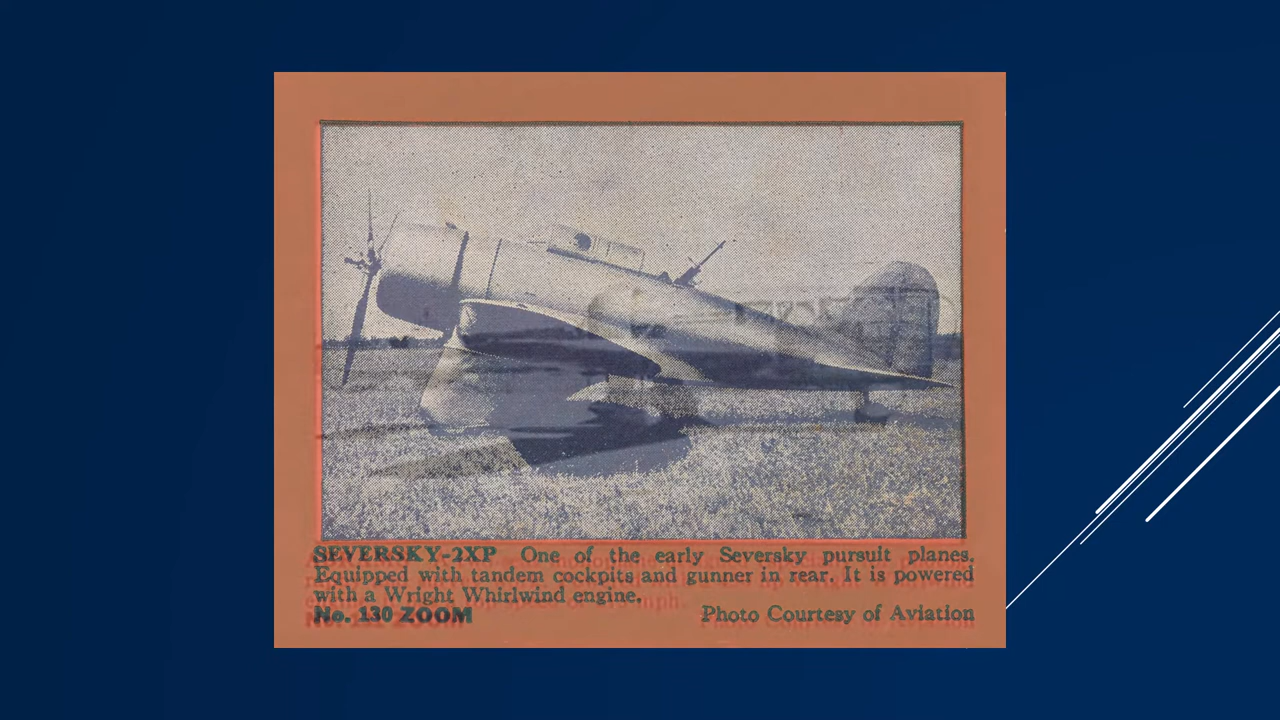 SEVERSKY-2XP One of the early Seversky pursuit planes.
Equipped with tandem cockpits and gunner in rear. It is powered
with a Wright Whirlwind engine.
No. 130 ZOOM Photo Courtesy of Aviation